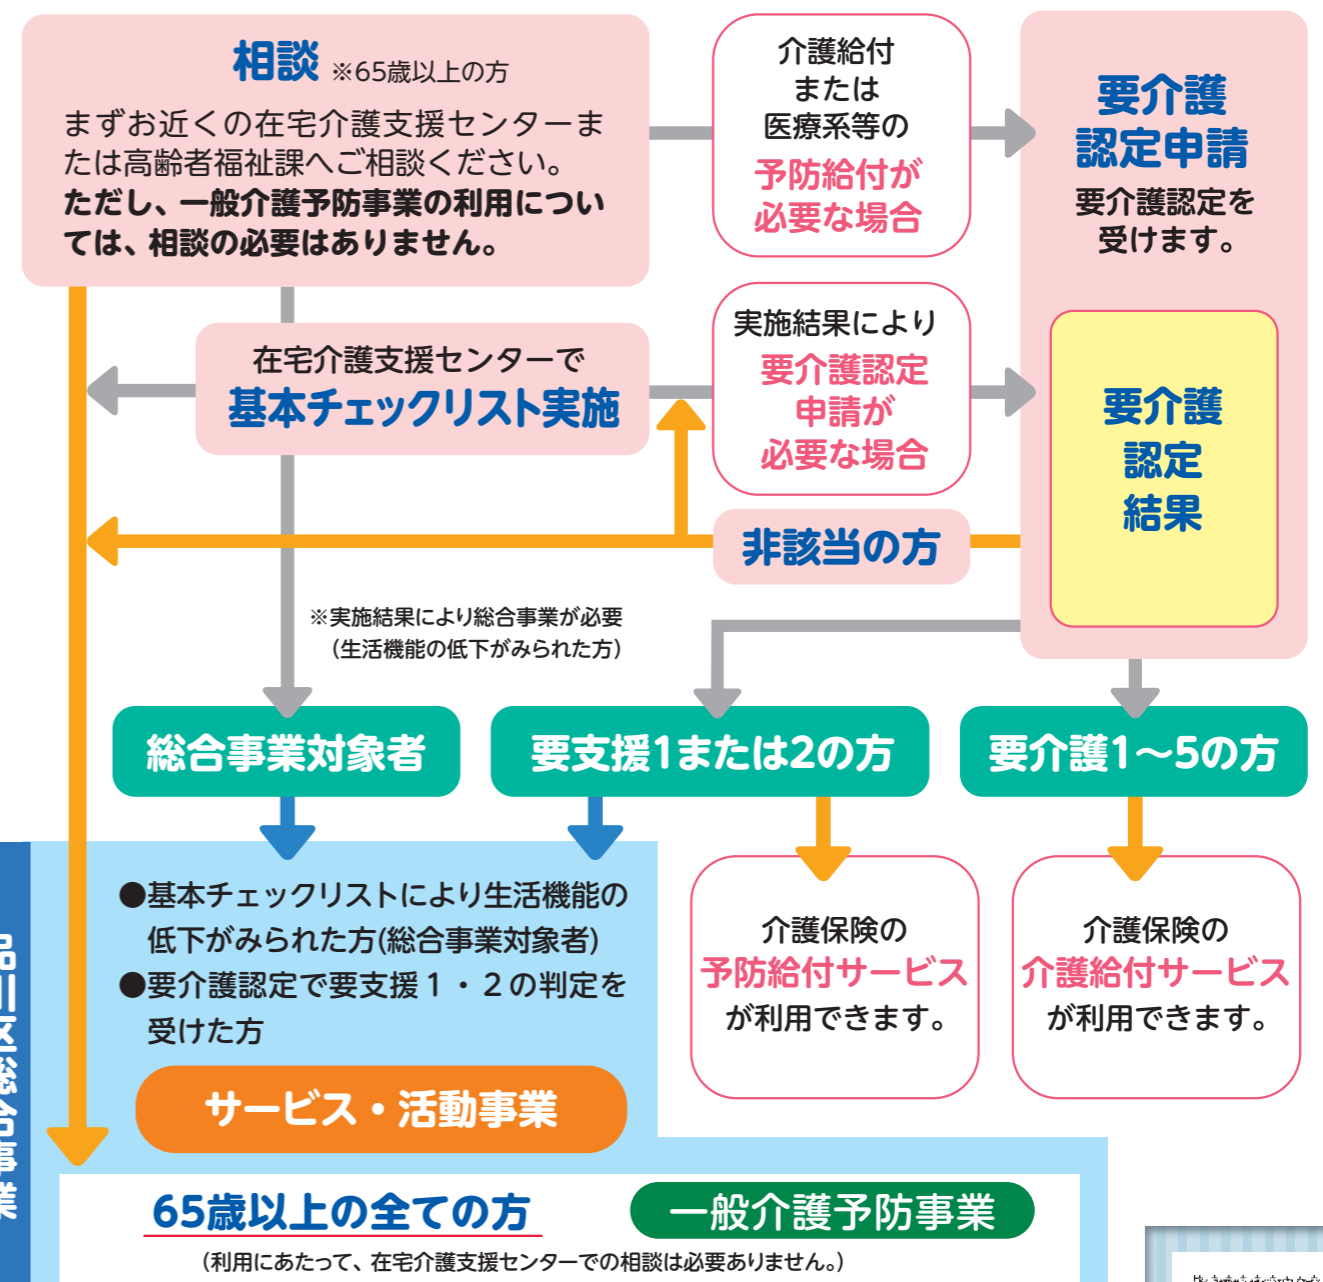 相談 ※65歳以上の方
まずお近くの在宅介護支援センターま
たは高齢者福祉課へご相談ください。
ただし、一般介護予防事業の利用につい
ては、相談の必要はありません。
介護給付
または
医療系等の
予防給付が
必要な場合
要介護
認定申請
要介護認定を
受けます。
在宅介護支援センターで
基本チェックリスト実施
実施結果により
要介護認定
申請が
必要な場合
要介護
認定
結果
非該当の方
※実施結果により総合事業が必要
(生活機能の低下がみられた方)
総合事業対象者
要支援1または2の方
要介護1〜5の方
品川区総合事業
●基本チェックリストにより生活機能の
低下がみられた方(総合事業対象者)
●要介護認定で要支援1・2の判定を
受けた方
サービス・活動事業
介護保険の
予防給付サービス
が利用できます。
介護保険の
介護給付サービス
が利用できます。
65歳以上の全ての方
一般介護予防事業
(利用にあたって、在宅介護支援センターでの相談は必要ありません。)